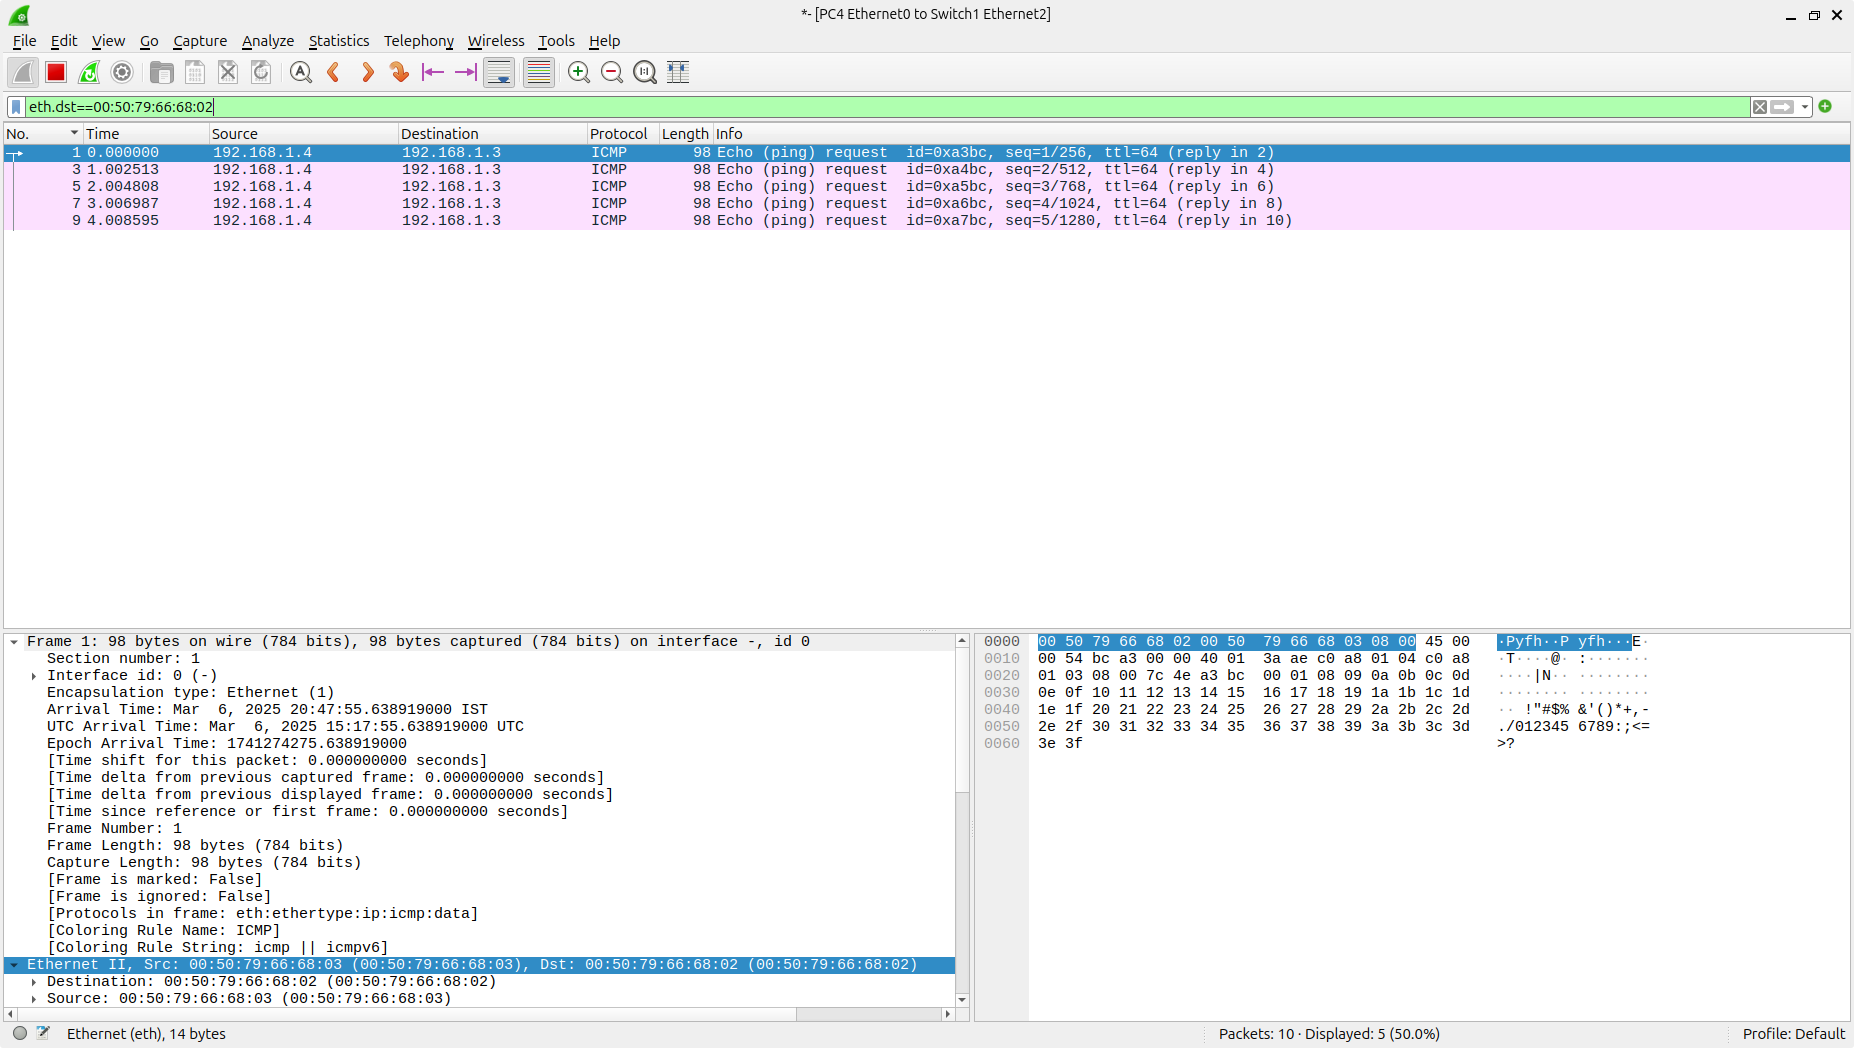 *- [PC4 Ethernet0 to Switch1 Ethernet2]
File Edit View Go Capture Analyze Statistics Telephony Wireless Tools Help
eth.dst==00:50:79:66:68:02
No. Time Source Destination Protocol Length Info
1 0.000000 192.168.1.4 192.168.1.3 ICMP 98 Echo (ping) request id=0xa3bc, seq=1/256, ttl=64 (reply in 2)
3 1.002513 192.168.1.4 192.168.1.3 ICMP 98 Echo (ping) request id=0xa4bc, seq=2/512, ttl=64 (reply in 4)
5 2.004808 192.168.1.4 192.168.1.3 ICMP 98 Echo (ping) request id=0xa5bc, seq=3/768, ttl=64 (reply in 6)
7 3.006987 192.168.1.4 192.168.1.3 ICMP 98 Echo (ping) request id=0xa6bc, seq=4/1024, ttl=64 (reply in 8)
9 4.008595 192.168.1.4 192.168.1.3 ICMP 98 Echo (ping) request id=0xa7bc, seq=5/1280, ttl=64 (reply in 10)
Frame 1: 98 bytes on wire (784 bits), 98 bytes captured (784 bits) on interface -, id 0
Section number: 1
Interface id: 0 (-)
Encapsulation type: Ethernet (1)
Arrival Time: Mar  6, 2025 20:47:55.638919000 IST
UTC Arrival Time: Mar  6, 2025 15:17:55.638919000 UTC
Epoch Arrival Time: 1741274275.638919000
[Time shift for this packet: 0.000000000 seconds]
[Time delta from previous captured frame: 0.000000000 seconds]
[Time delta from previous displayed frame: 0.000000000 seconds]
[Time since reference or first frame: 0.000000000 seconds]
Frame Number: 1
Frame Length: 98 bytes (784 bits)
Capture Length: 98 bytes (784 bits)
[Frame is marked: False]
[Frame is ignored: False]
[Protocols in frame: eth:ethertype:ip:icmp:data]
[Coloring Rule Name: ICMP]
[Coloring Rule String: icmp || icmpv6]
Ethernet II, Src: 00:50:79:66:68:03 (00:50:79:66:68:03), Dst: 00:50:79:66:68:02 (00:50:79:66:68:02)
Destination: 00:50:79:66:68:02 (00:50:79:66:68:02)
Source: 00:50:79:66:68:03 (00:50:79:66:68:03)
0000 00 50 79 66 68 02 00 50 79 66 68 03 08 00 45 00 ·Pyfh··P yfh···E·
0010 00 54 bc a3 00 00 40 01 3a ae c0 a8 01 04 c0 a8 ·T····@· :·······
0020 01 03 08 00 7c 4e a3 bc 00 01 08 09 0a 0b 0c 0d ····|N·· ········
0030 0e 0f 10 11 12 13 14 15 16 17 18 19 1a 1b 1c 1d ········ ········
0040 1e 1f 20 21 22 23 24 25 26 27 28 29 2a 2b 2c 2d ·· !"#$% &'()*+,-
0050 2e 2f 30 31 32 33 34 35 36 37 38 39 3a 3b 3c 3d ./012345 6789:;<=
0060 3e 3f >?
Ethernet (eth), 14 bytes
Packets: 10 · Displayed: 5 (50.0%)
Profile: Default